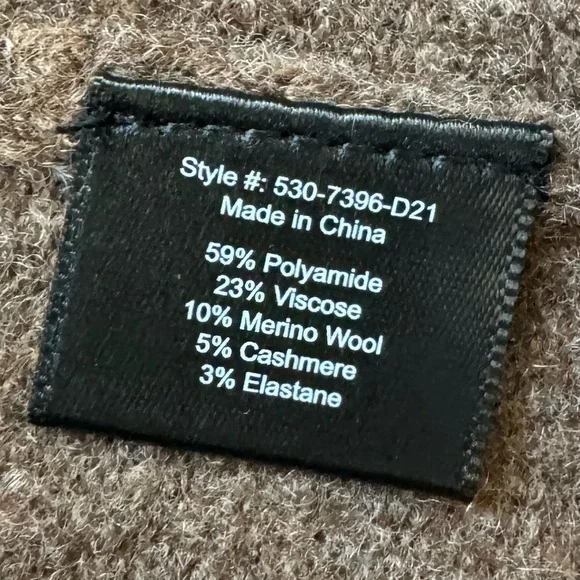 Style #: 530-7396-D21
Made in China
59% Polyamide
23% Viscose
10% Merino Wool
5% Cashmere
3% Elastane